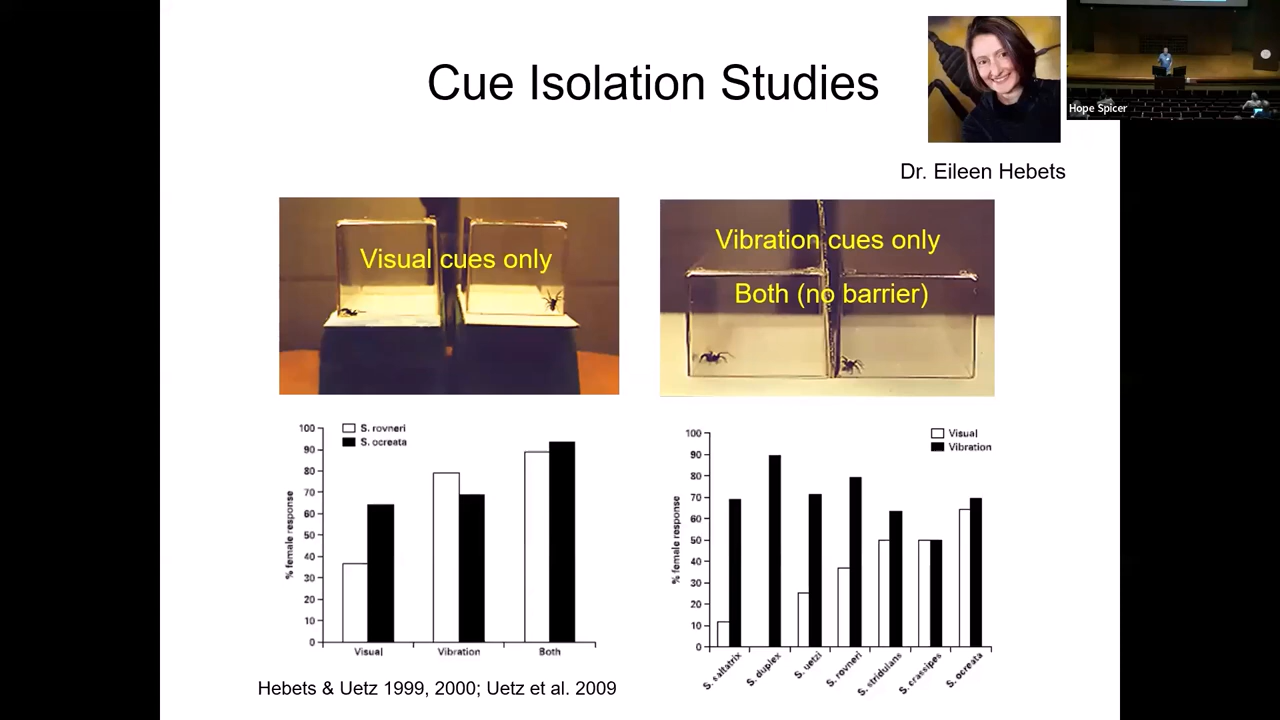 Cue Isolation Studies
Hope Spicer
Dr. Eileen Hebets
Visual cues only
Vibration cues only
Both (no barrier)
S. rovneri
S. ocreata
% female response
100
90
80
70
60
50
40
30
20
10
0
Visual
Vibration
Both
Visual
Vibration
% female response
100
90
80
70
60
50
40
30
20
10
0
S. saltatrix
S. duplex
S. uetzi
S. rovneri
S. stridulans
S. crassipes
S. ocreata
Hebets & Uetz 1999, 2000; Uetz et al. 2009